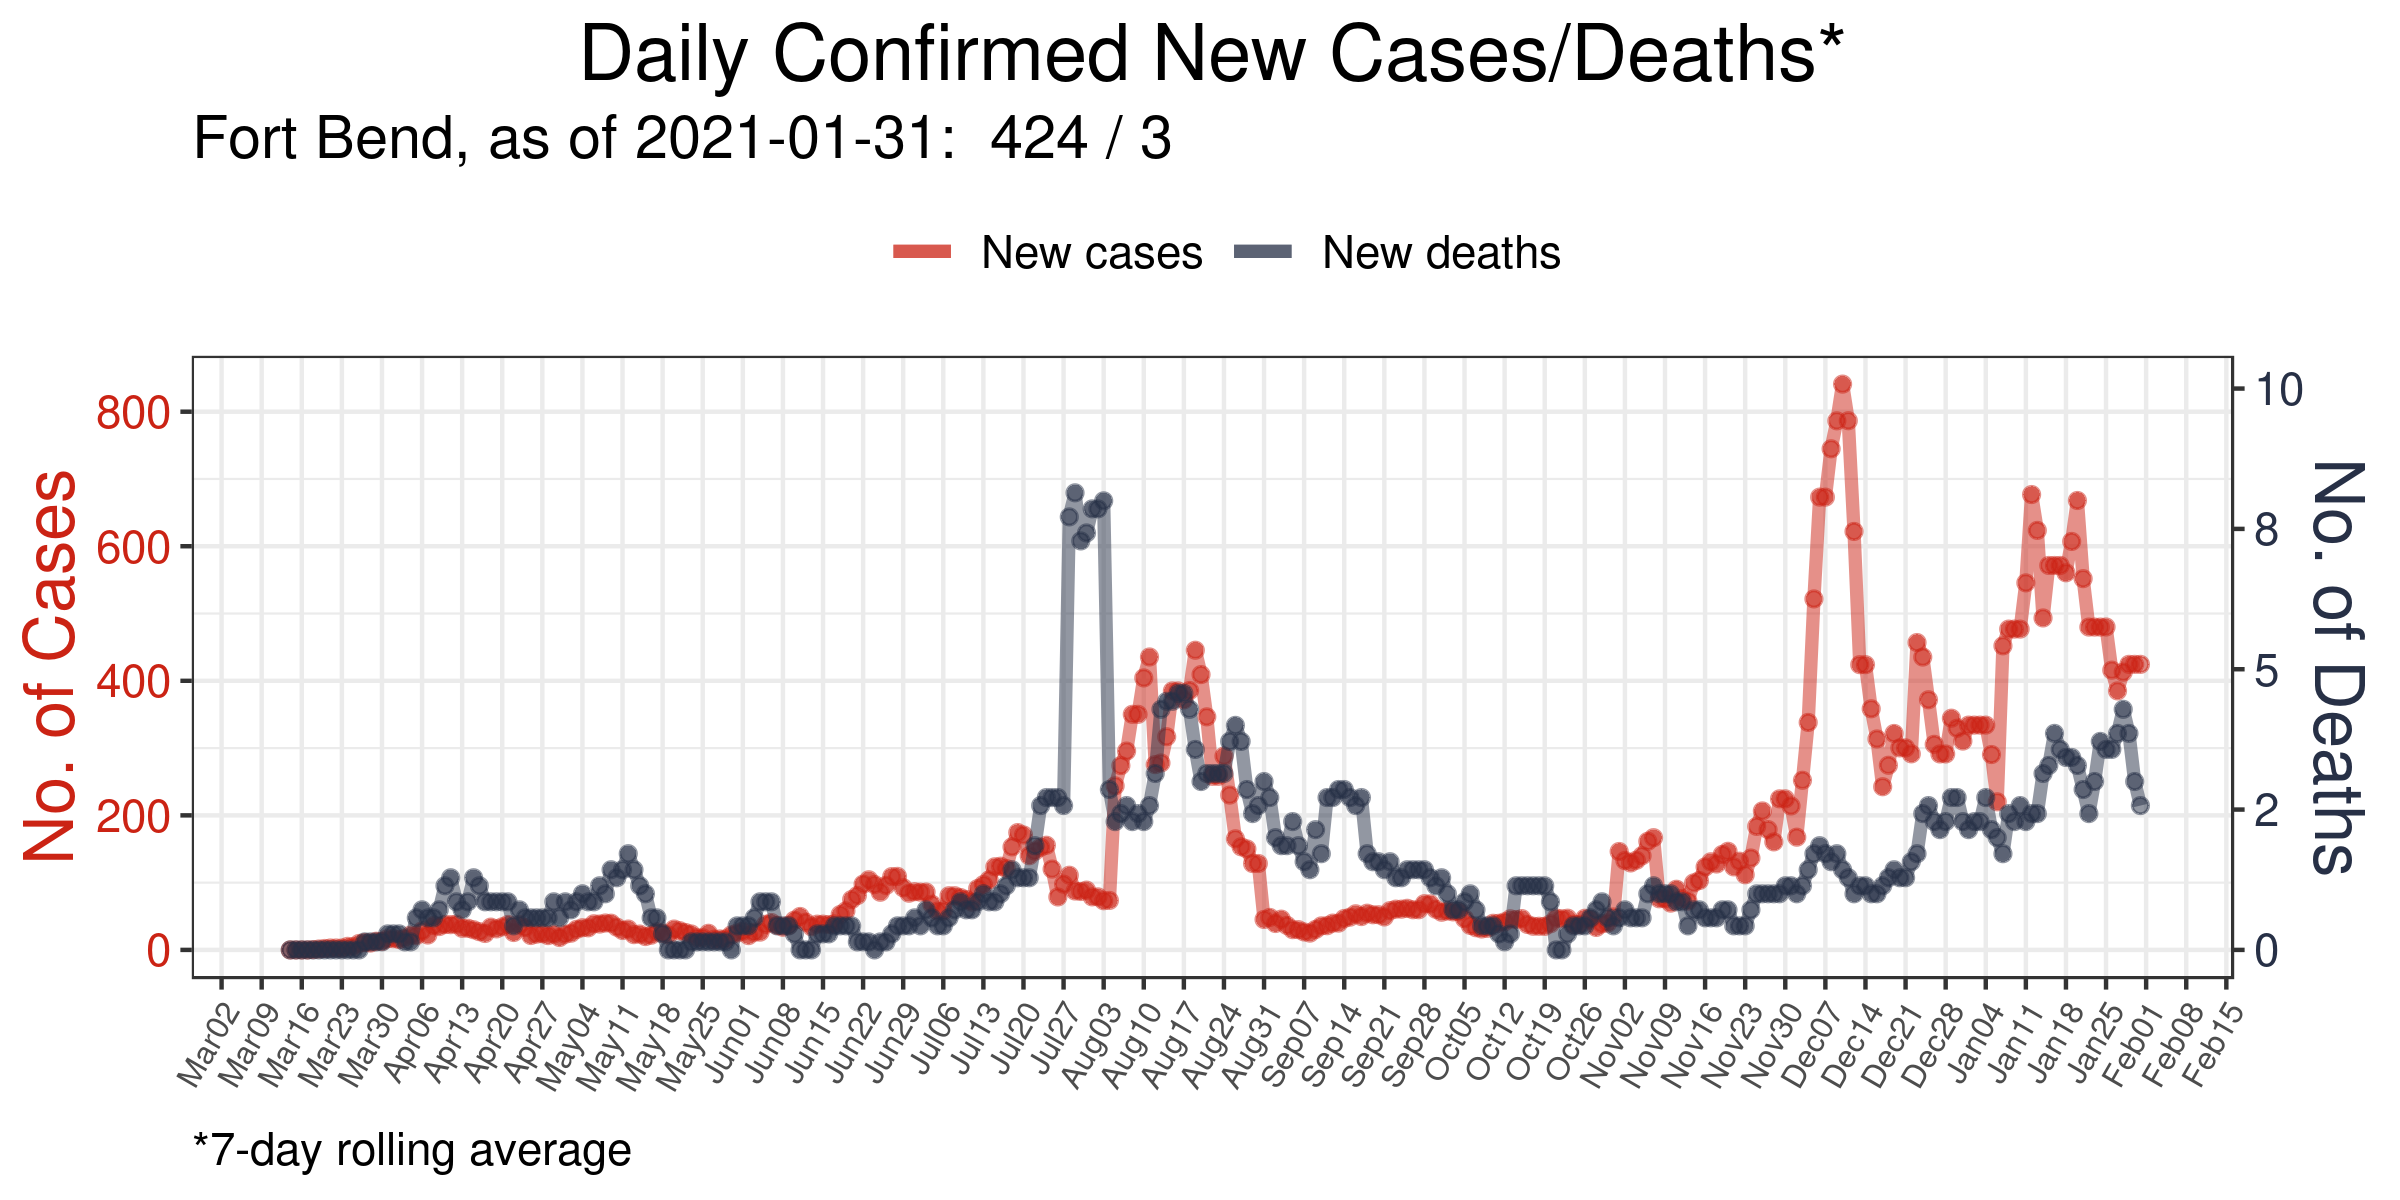 Daily Confirmed New Cases/Deaths*
Fort Bend, as of 2021-01-31:  424 / 3
New cases New deaths
No. of Cases
800
600
400
200
0
10
8
5
2
0
No. of Deaths
Mar02 Mar09 Mar16 Mar23 Mar30 Apr06 Apr13 Apr20 Apr27 May04 May11 May18 May25 Jun01 Jun08 Jun15 Jun22 Jun29 Jul06 Jul13 Jul20 Jul27 Aug03 Aug10 Aug17 Aug24 Aug31 Sep07 Sep14 Sep21 Sep28 Oct05 Oct12 Oct19 Oct26 Nov02 Nov09 Nov16 Nov23 Nov30 Dec07 Dec14 Dec21 Dec28 Jan04 Jan11 Jan18 Jan25 Feb01 Feb08 Feb15
*7-day rolling average